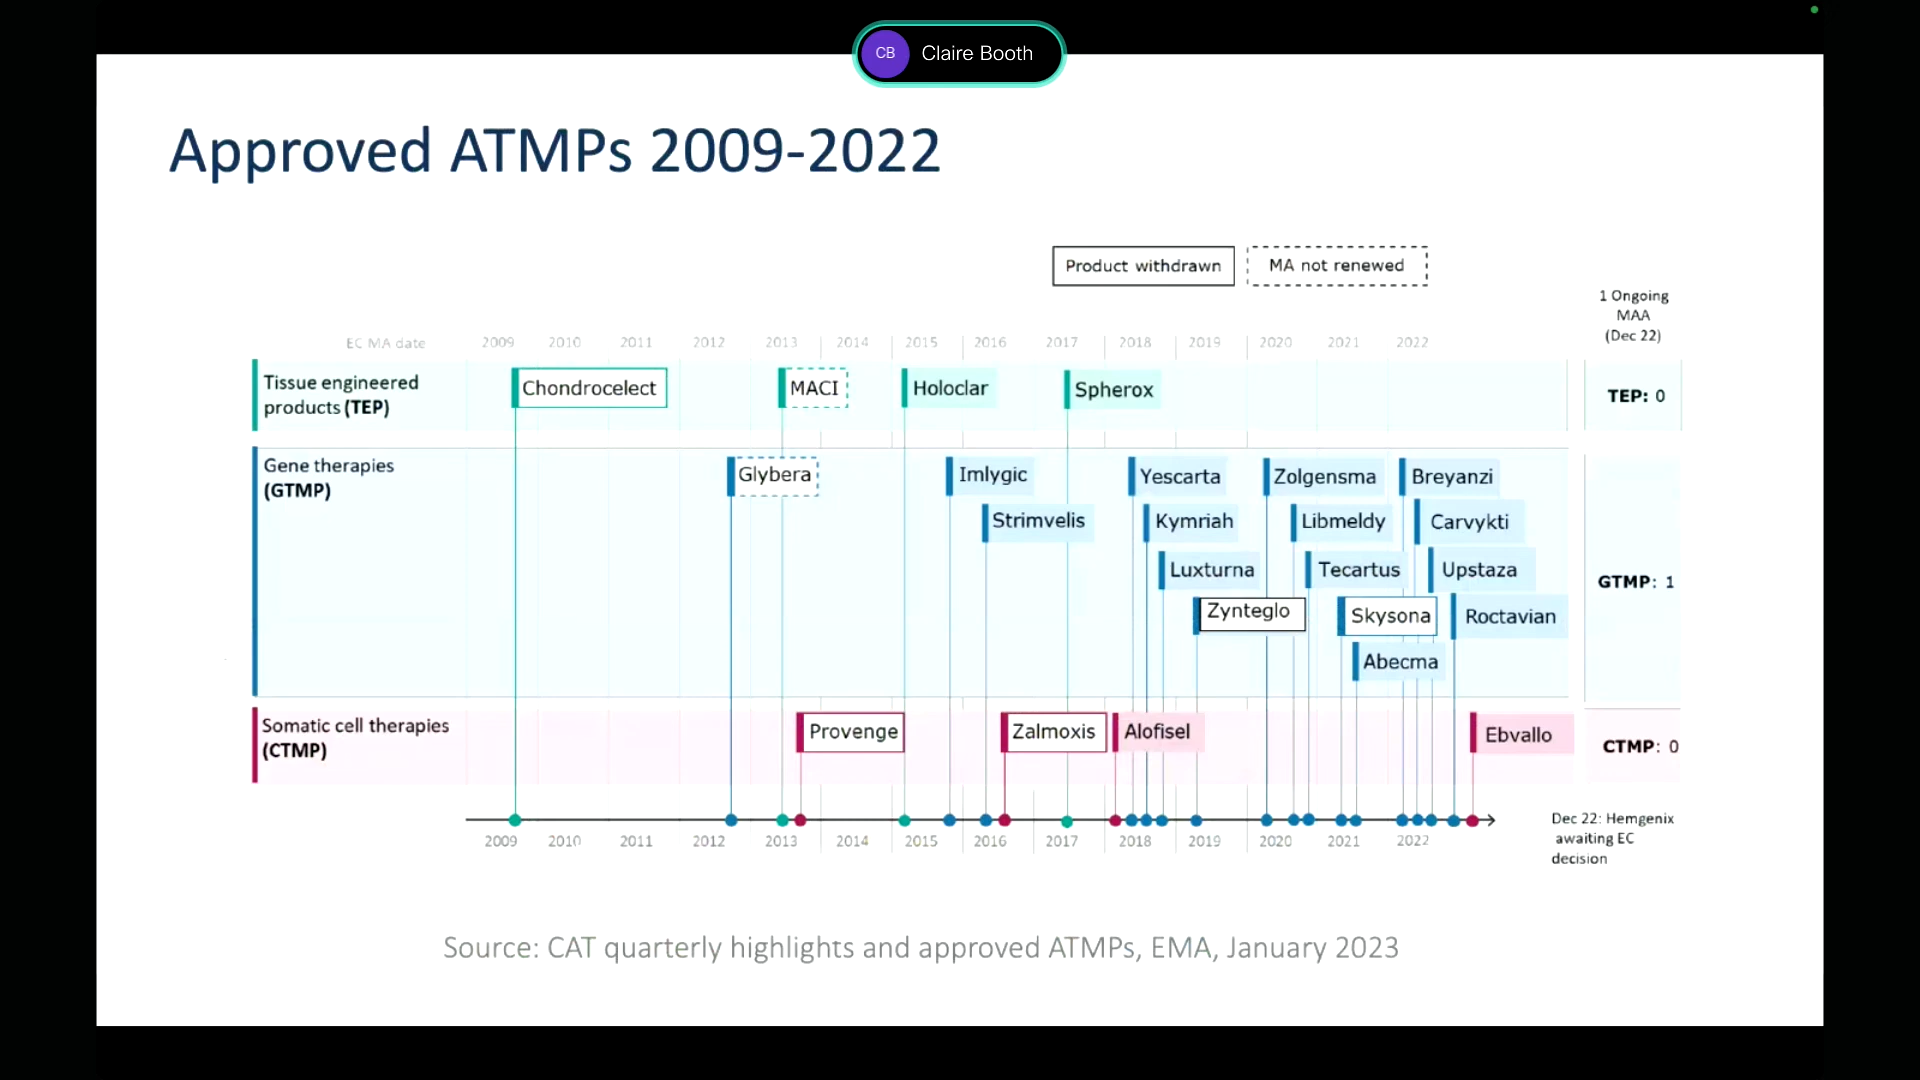 CB Claire Booth
Approved ATMPs 2009-2022
Product withdrawn
MA not renewed
1 Ongoing
MAA
(Dec 22)
EC MA date 2009 2010 2011 2012 2013 2014 2015 2016 2017 2018 2019 2020 2021 2022
Tissue engineered
products (TEP)
Chondrocelect
MACI
Holoclar
Spherox
TEP: 0
Gene therapies
(GTMP)
Glybera
Imlygic
Strimvelis
Yescarta
Kymriah
Luxturna
Zynteglo
Zolgensma
Libmeldy
Tecartus
Skysona
Abecma
Breyanzi
Carvykti
Upstaza
Roctavian
GTMP: 1
Somatic cell therapies
(CTMP)
Provenge
Zalmoxis
Alofisel
Ebvallo
CTMP: 0
2009 2010 2011 2012 2013 2014 2015 2016 2017 2018 2019 2020 2021 2022
Dec 22: Hemgenix
awaiting EC
decision
Source: CAT quarterly highlights and approved ATMPs, EMA, January 2023